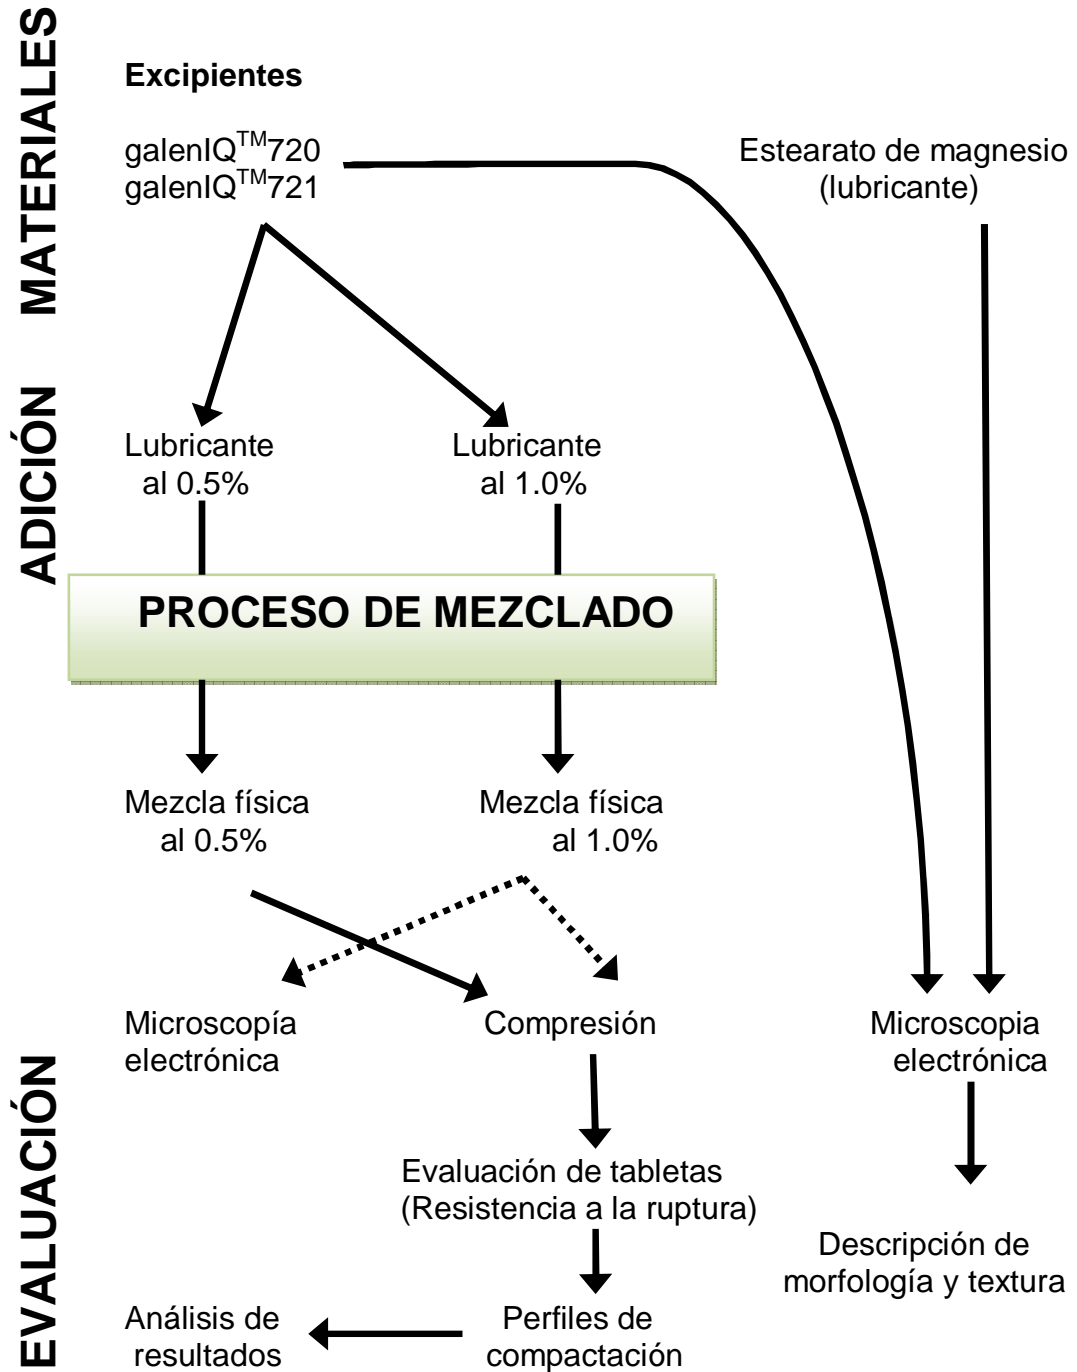 MATERIALES
Excipientes
galenIQ™720
galenIQ™721
Estearato de magnesio
(lubricante)
ADICIÓN
Lubricante
al 0.5%
Lubricante
al 1.0%
PROCESO DE MEZCLADO
Mezcla física
al 0.5%
Mezcla física
al 1.0%
EVALUACIÓN
Microscopía
electrónica
Compresión
Microscopia
electrónica
Evaluación de tabletas
(Resistencia a la ruptura)
Descripción de
morfología y textura
Perfiles de
compactación
Análisis de
resultados